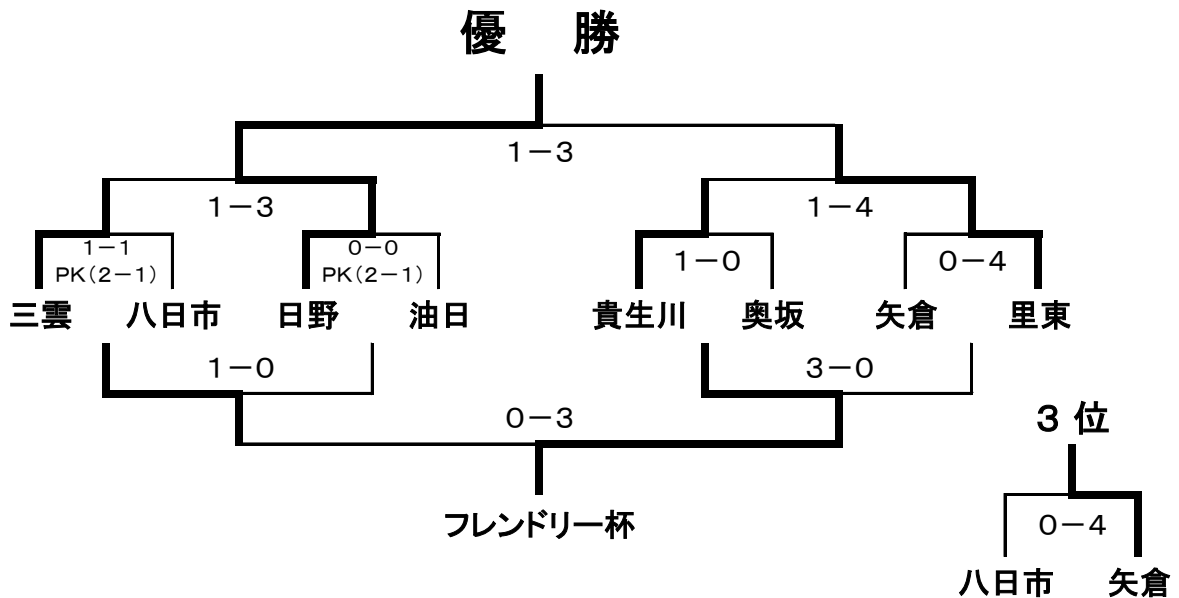 優 勝
1-3
1-3 1-4
1-1 0-0
PK(2-1) PK(2-1) 1-0 0-4
三雲 八日市 日野 油日 貴生川 奥坂 矢倉 里東
1-0 3-0
0-3
3 位
フレンドリー杯
0-4
八日市 矢倉